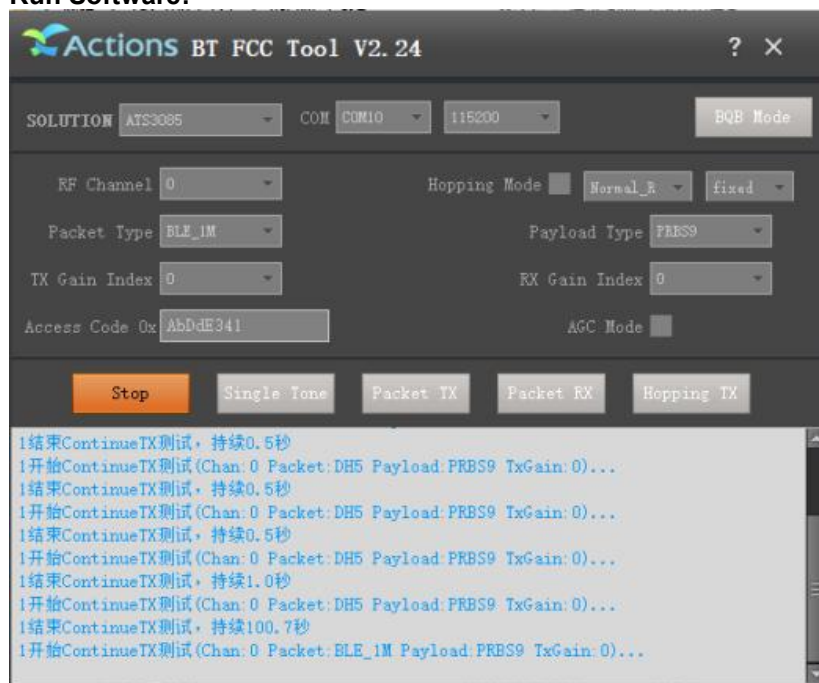 Run Software:
Actions BT FCC Tool V2.24 ? ×
SOLUTION ATS3085 COM COM10 115200 BQB Mode
RF Channel 0 Hopping Mode Normal_R fixed
Packet Type BLE_1M Payload Type PRBS9
TX Gain Index 0 RX Gain Index 0
Access Code 0x AbDdE341 AGC Mode
Stop Single Tone Packet TX Packet RX Hopping TX
1结束ContinueTX测试，持续0.5秒
1开始ContinueTX测试(Chan:0 Packet:DH5 Payload:PRBS9 TxGain:0)...
1结束ContinueTX测试，持续0.5秒
1开始ContinueTX测试(Chan:0 Packet:DH5 Payload:PRBS9 TxGain:0)...
1结束ContinueTX测试，持续0.5秒
1开始ContinueTX测试(Chan:0 Packet:DH5 Payload:PRBS9 TxGain:0)...
1结束ContinueTX测试，持续1.0秒
1开始ContinueTX测试(Chan:0 Packet:DH5 Payload:PRBS9 TxGain:0)...
1结束ContinueTX测试，持续100.7秒
1开始ContinueTX测试(Chan:0 Packet:BLE_1M Payload:PRBS9 TxGain:0)...